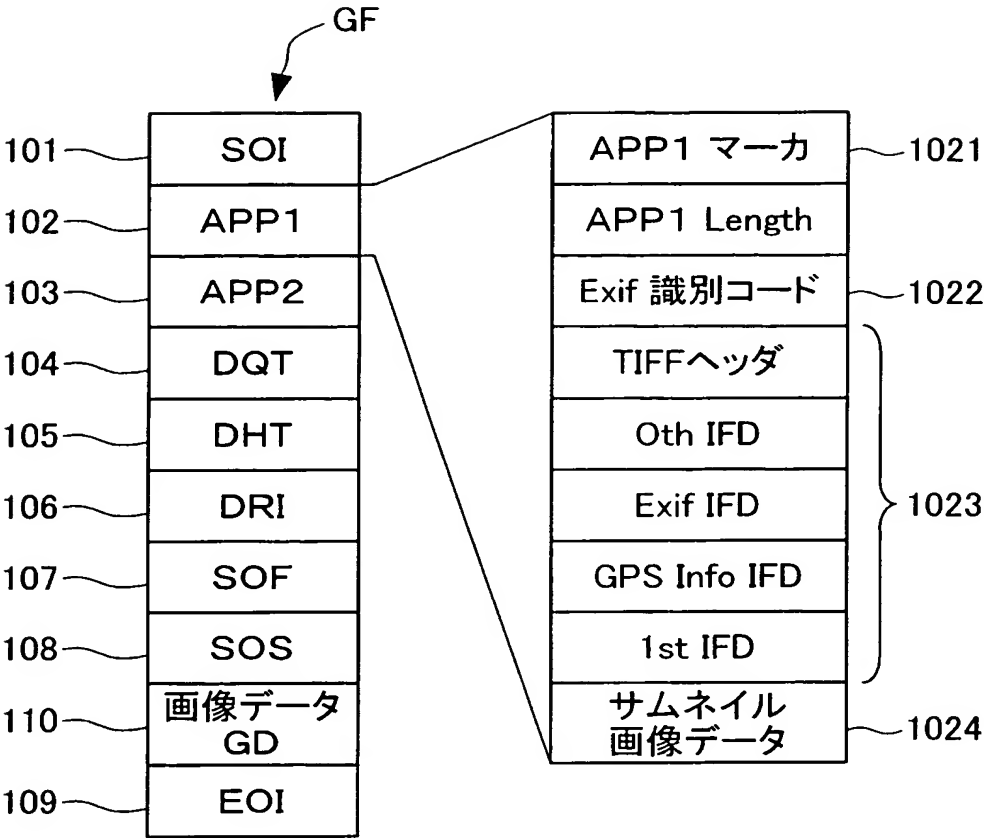 GF
101 SOI
102 APP1
103 APP2
104 DQT
105 DHT
106 DRI
107 SOF
108 SOS
110 画像データ
GD
109 EOI
APP1 マーカ 1021
APP1 Length
Exif 識別コード 1022
TIFFヘッダ
0th IFD
Exif IFD
GPS Info IFD
1st IFD
1023
サムネイル
画像データ 1024